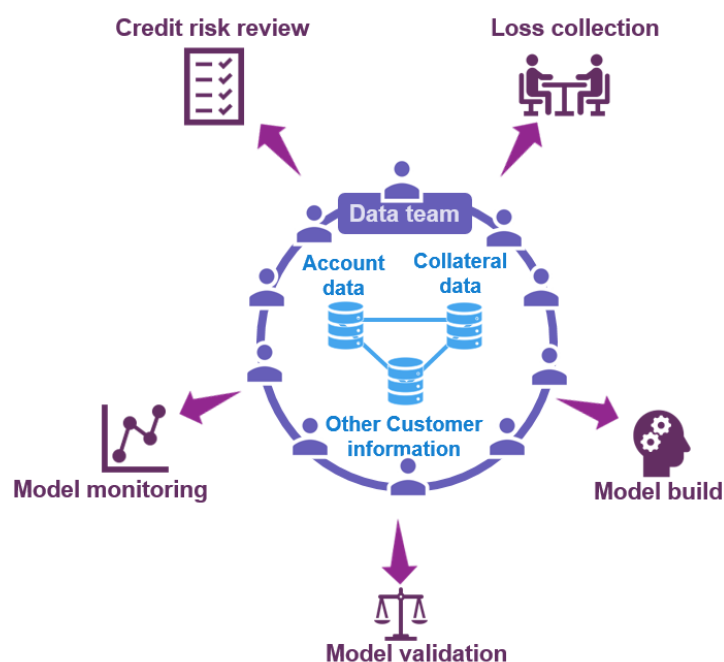 Credit risk review
Loss collection
Data team
Account
data
Collateral
data
Other Customer
information
Model monitoring
Model build
Model validation